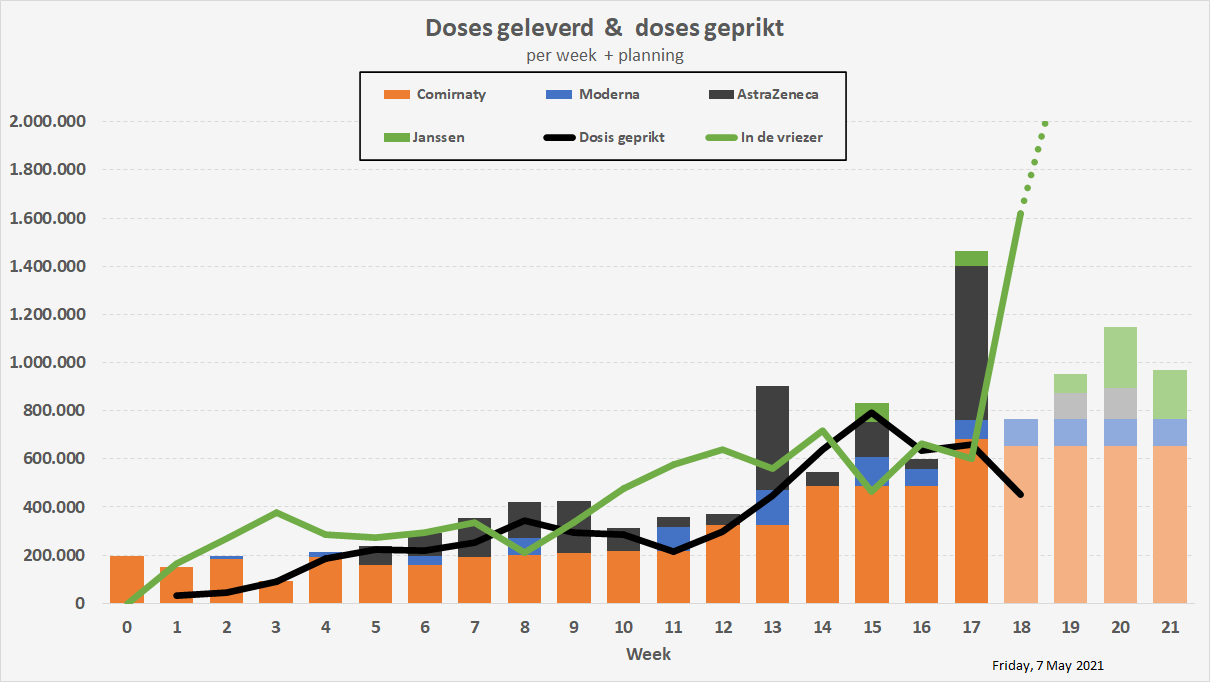 Doses geleverd & doses geprikt
per week + planning
Comirnaty Moderna AstraZeneca
Janssen Dosis geprikt In de vriezer
2.000.000
1.800.000
1.600.000
1.400.000
1.200.000
1.000.000
800.000
600.000
400.000
200.000
0
0 1 2 3 4 5 6 7 8 9 10 11 12 13 14 15 16 17 18 19 20 21
Week
Friday, 7 May 2021